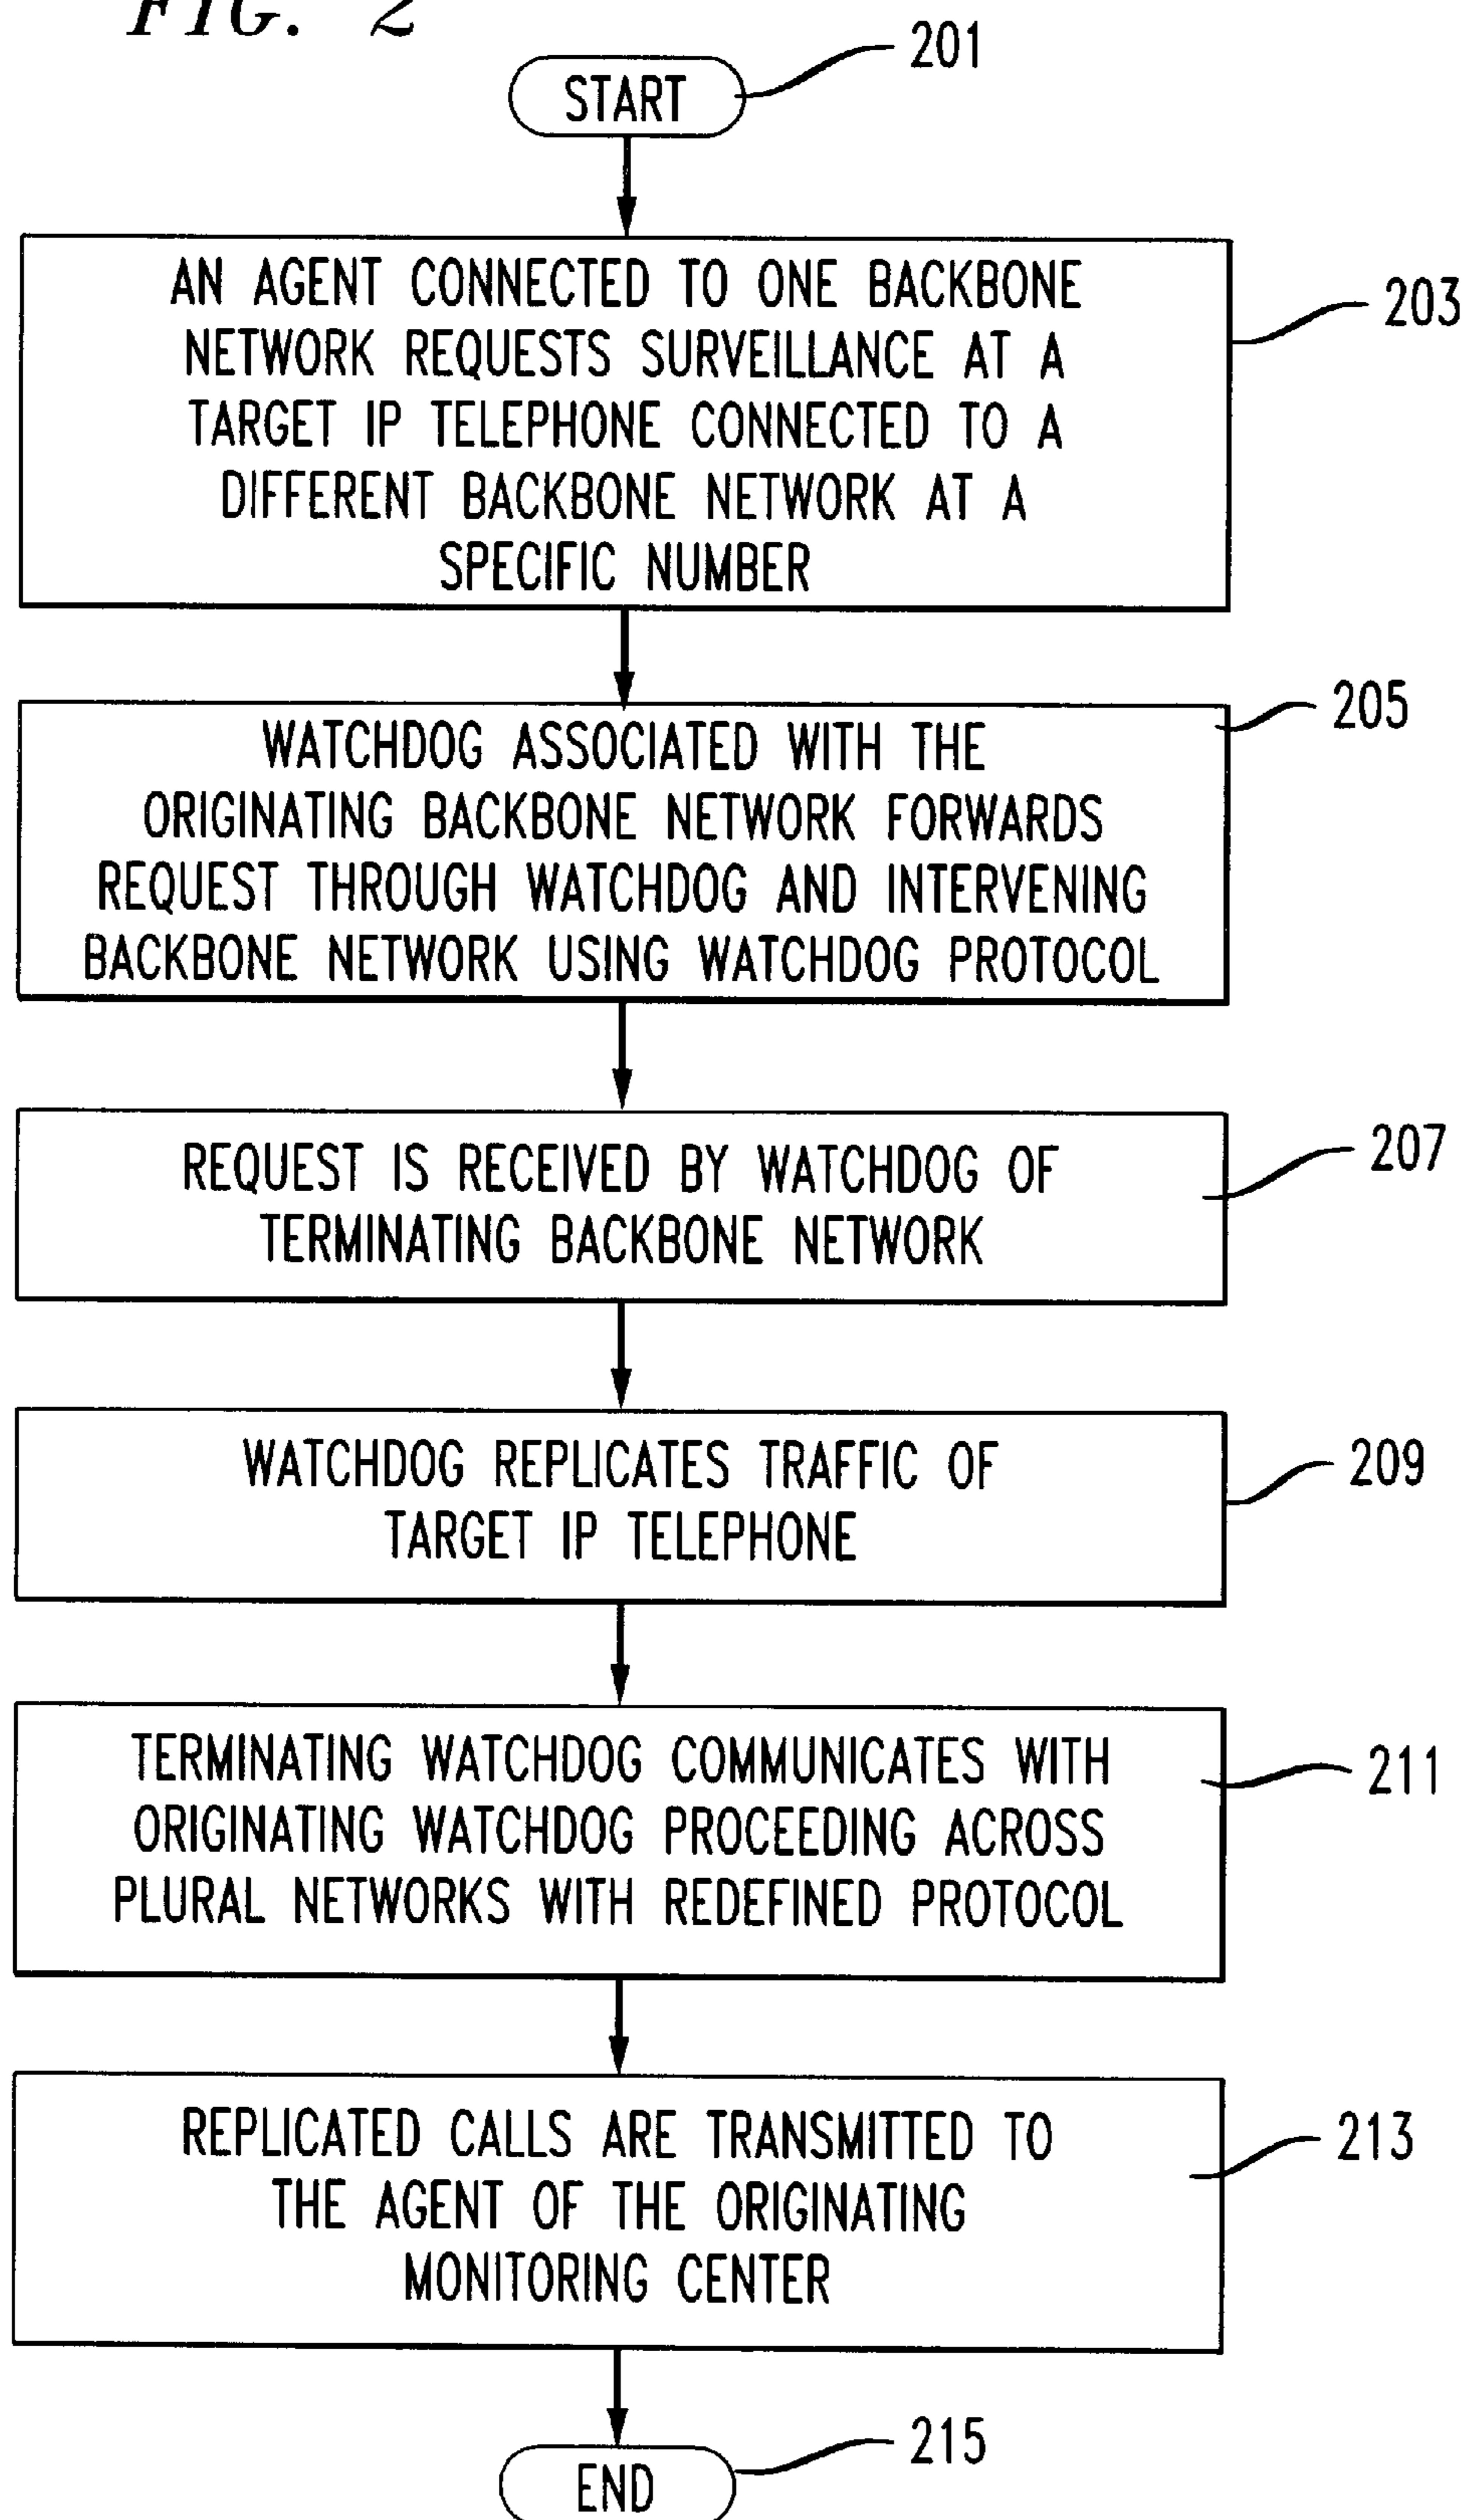 FIG. 2
201
START
AN AGENT CONNECTED TO ONE BACKBONE
NETWORK REQUESTS SURVEILLANCE AT A
TARGET IP TELEPHONE CONNECTED TO A
DIFFERENT BACKBONE NETWORK AT A
SPECIFIC NUMBER
203
205
WATCHDOG ASSOCIATED WITH THE
ORIGINATING BACKBONE NETWORK FORWARDS
REQUEST THROUGH WATCHDOG AND INTERVENING
BACKBONE NETWORK USING WATCHDOG PROTOCOL
207
REQUEST IS RECEIVED BY WATCHDOG OF
TERMINATING BACKBONE NETWORK
209
WATCHDOG REPLICATES TRAFFIC OF
TARGET IP TELEPHONE
211
TERMINATING WATCHDOG COMMUNICATES WITH
ORIGINATING WATCHDOG PROCEEDING ACROSS
PLURAL NETWORKS WITH REDEFINED PROTOCOL
213
REPLICATED CALLS ARE TRANSMITTED TO
THE AGENT OF THE ORIGINATING
MONITORING CENTER
215
END